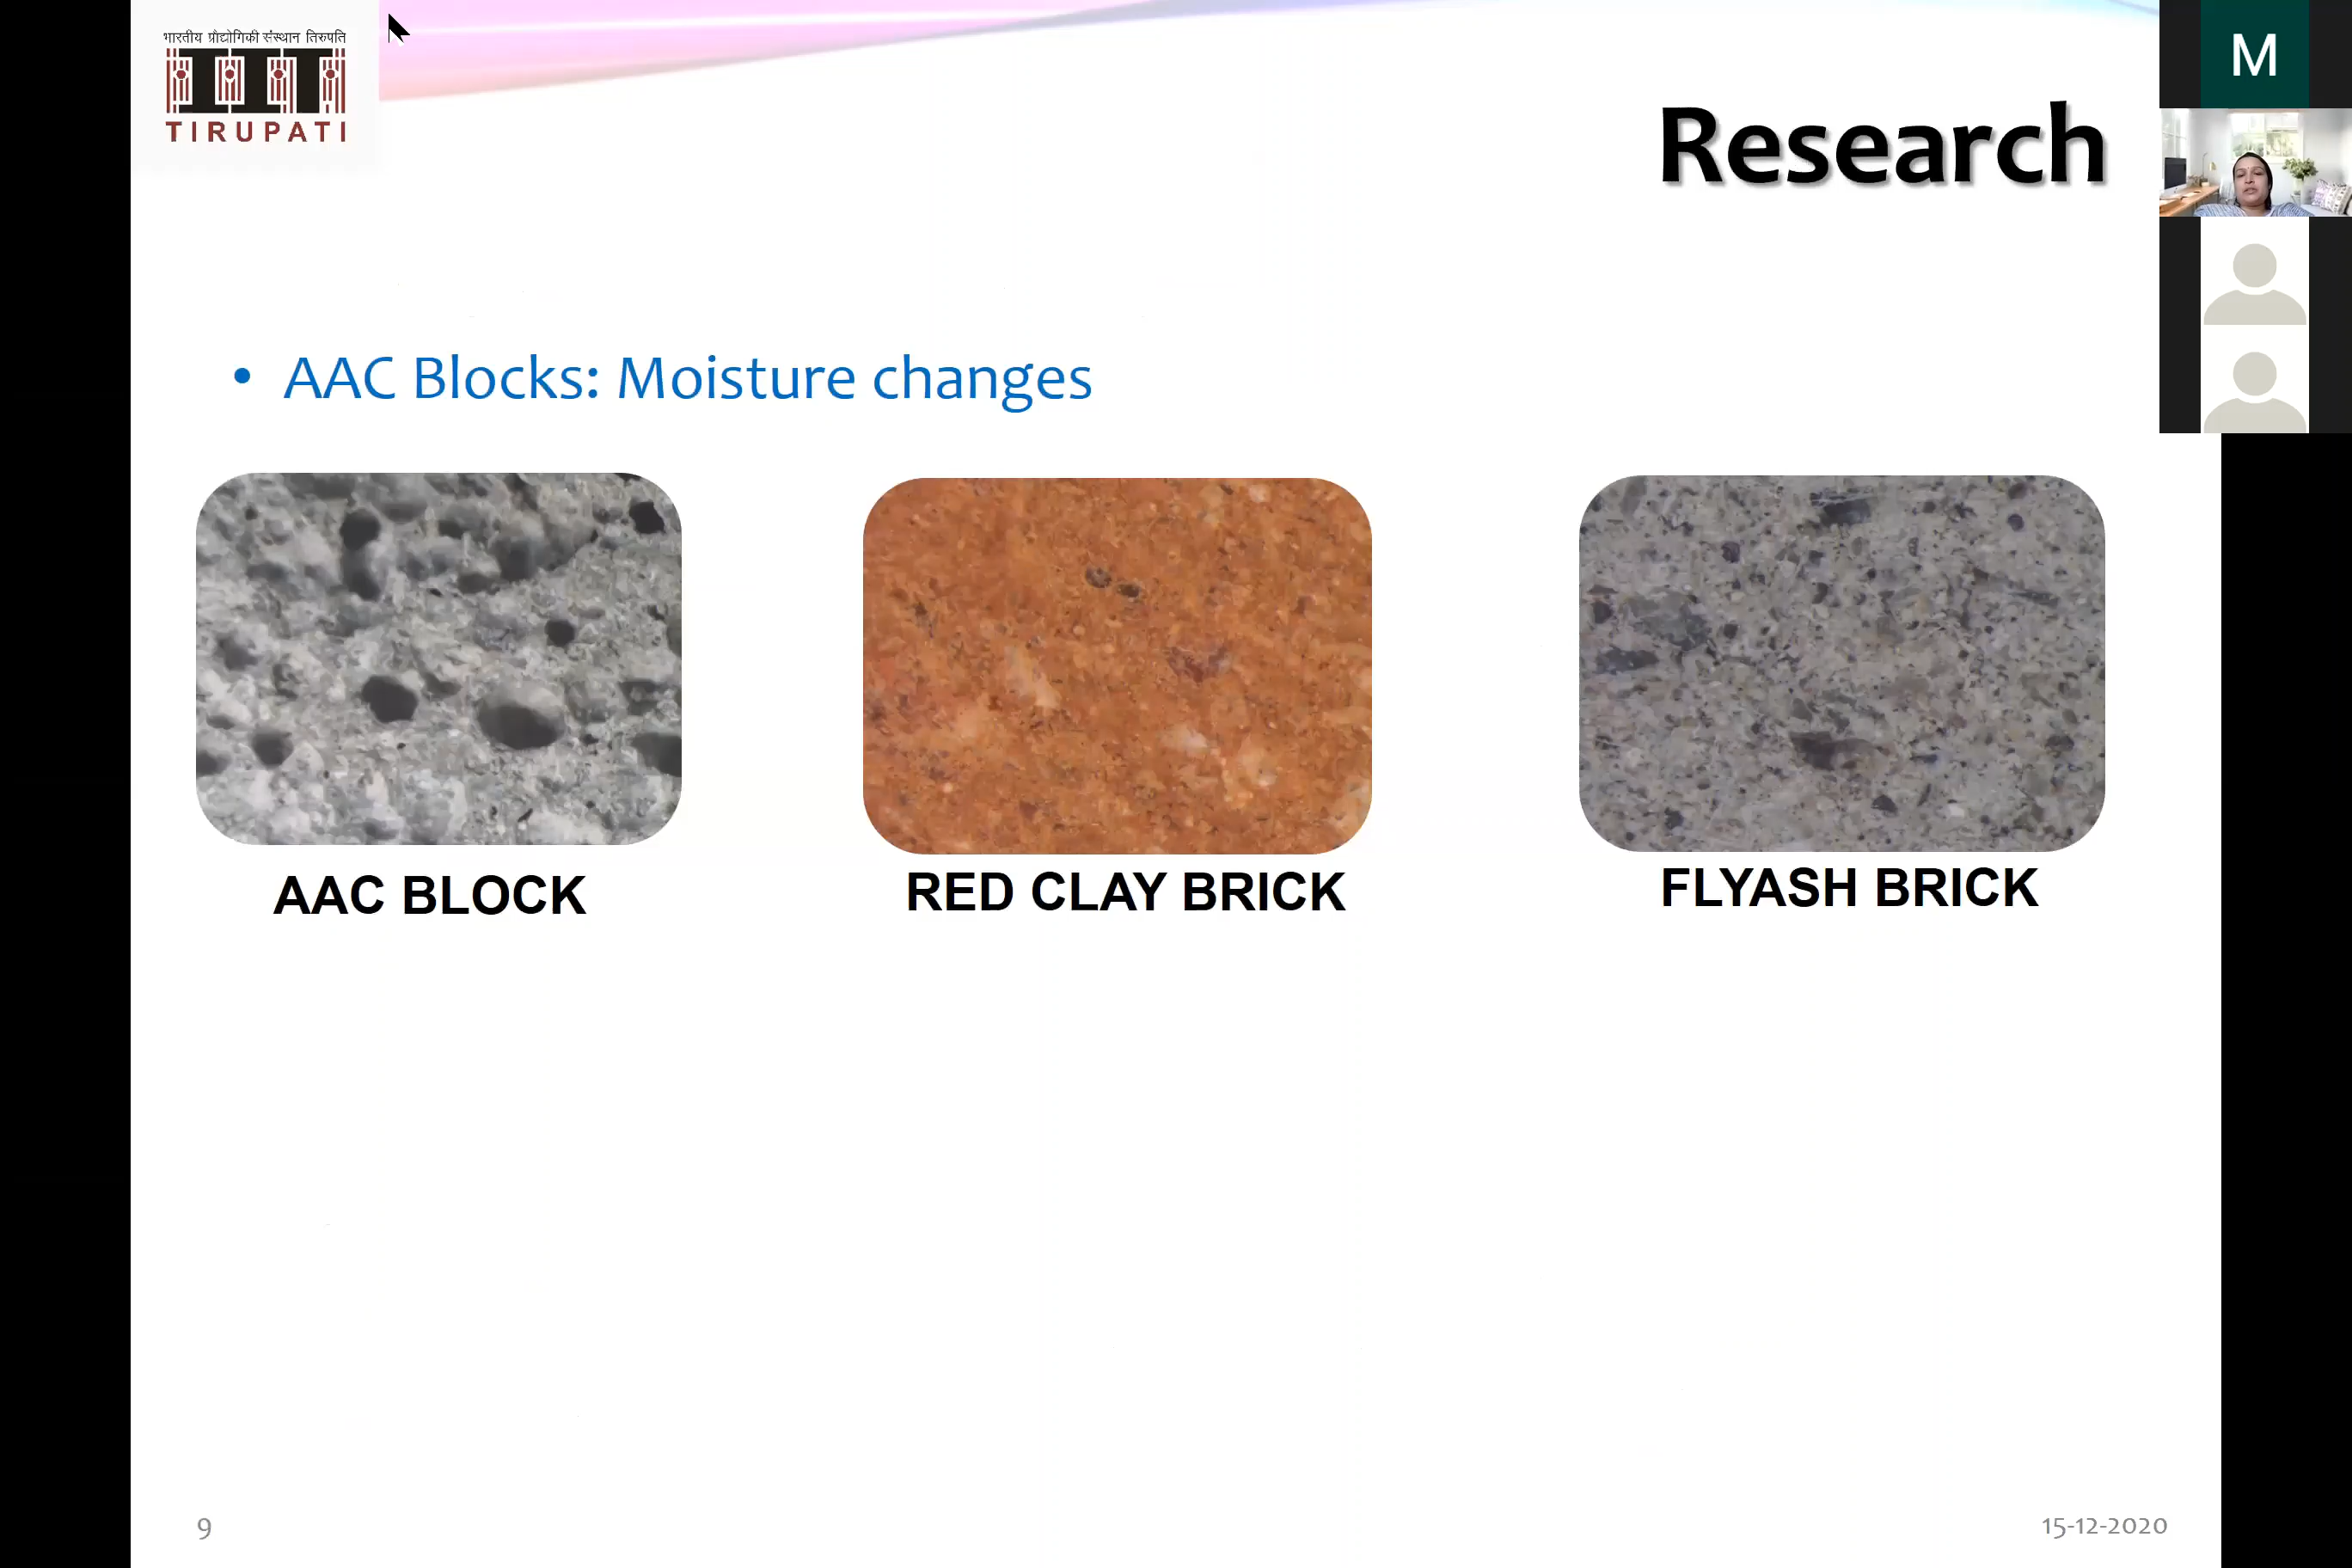 भारतीय प्रौद्योगिकी संस्थान तिरुपति
IIT
TIRUPATI
M
Research
• AAC Blocks: Moisture changes
AAC BLOCK
RED CLAY BRICK
FLYASH BRICK
9
15-12-2020